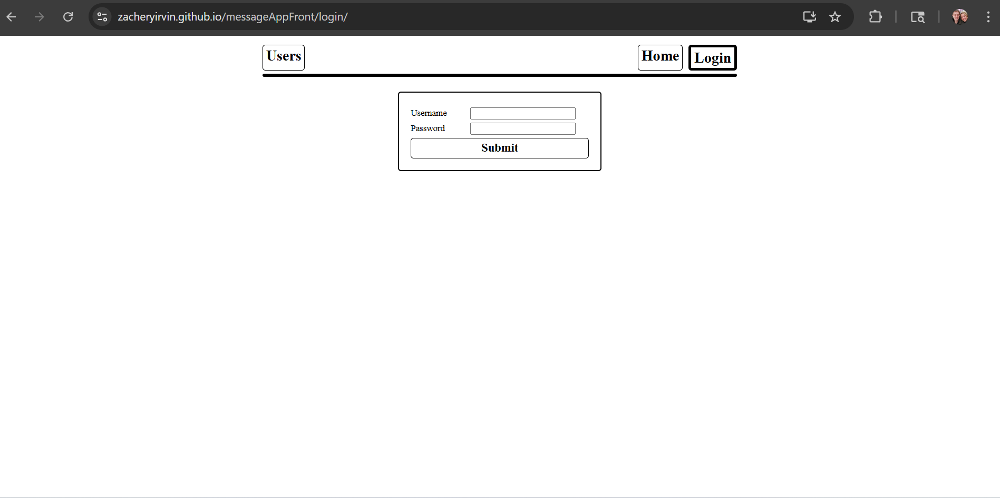 zacheryirvin.github.io/messageAppFront/login/
Users Home Login
Username
Password
Submit